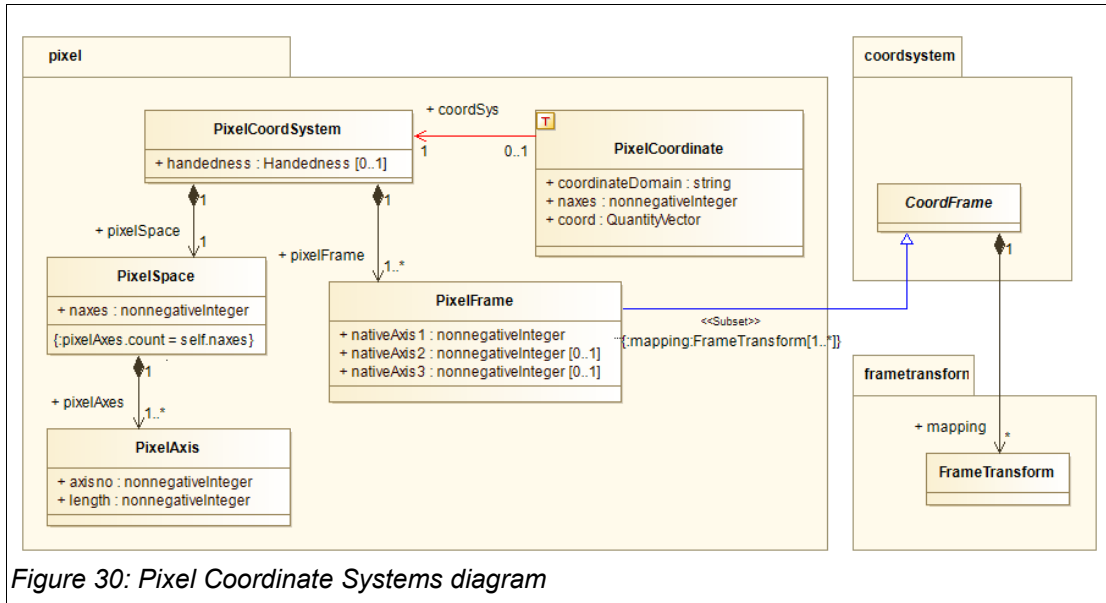 pixel
coordsystem
+ coordSys
T
PixelCoordSystem
+ handedness : Handedness [0..1]
1
0..1
PixelCoordinate
+ coordinateDomain : string
+ naxes : nonnegativeInteger
+ coord : QuantityVector
1
1
+ pixelSpace
1
+ pixelFrame
1..*
CoordFrame
1
PixelSpace
+ naxes : nonnegativeInteger
{:pixelAxes.count = self.naxes}
PixelFrame
+ nativeAxis1 : nonnegativeInteger
+ nativeAxis2 : nonnegativeInteger [0..1]
+ nativeAxis3 : nonnegativeInteger [0..1]
<<Subset>>
{:mapping:FrameTransform[1..*]}
1
+ pixelAxes
1..*
frametransforn
+ mapping
*
PixelAxis
+ axisno : nonnegativeInteger
+ length : nonnegativeInteger
FrameTransform
Figure 30: Pixel Coordinate Systems diagram